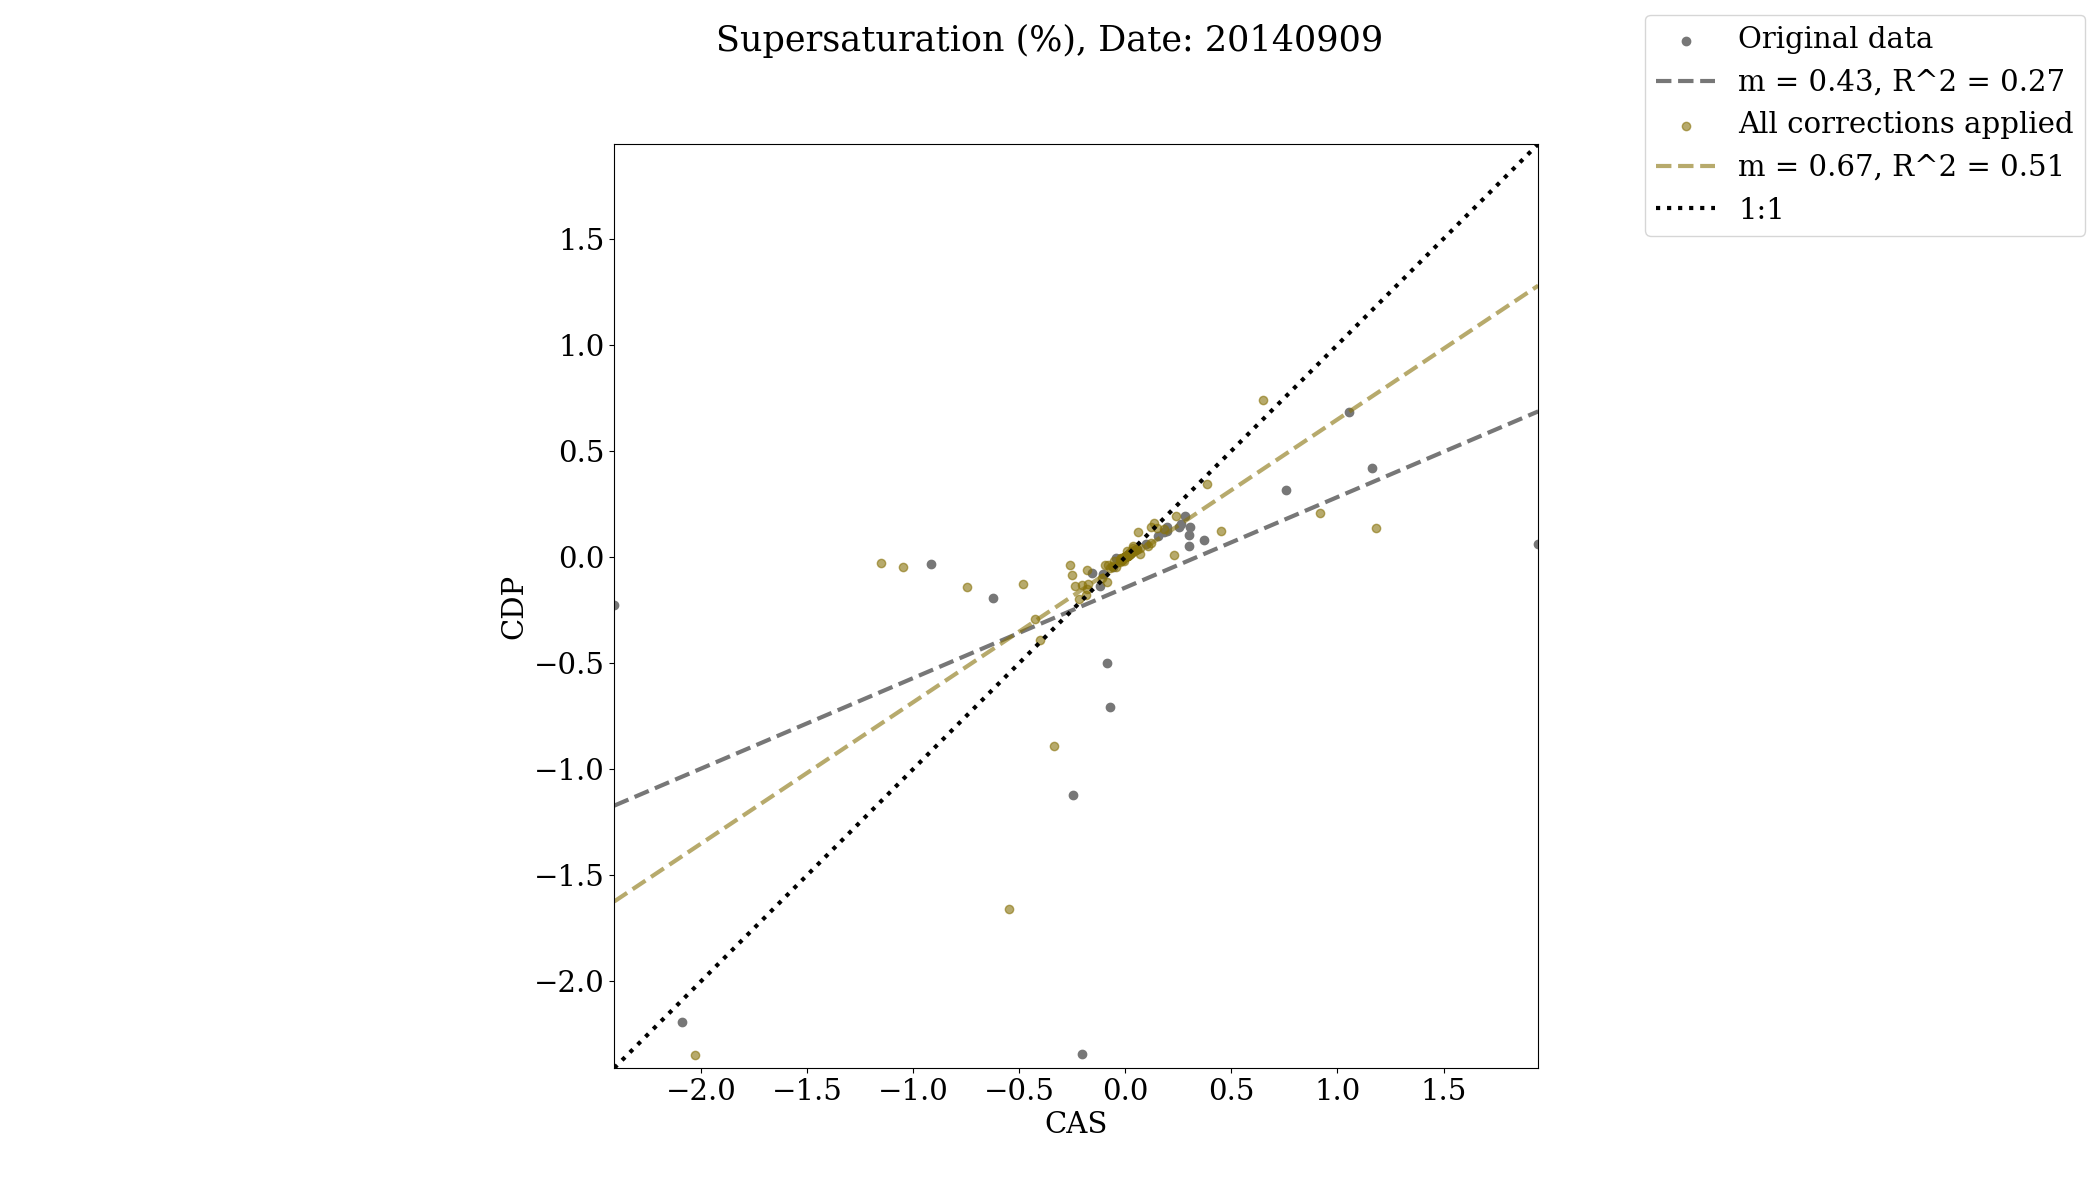 Supersaturation (%), Date: 20140909
Original data
m = 0.43, R^2 = 0.27
All corrections applied
m = 0.67, R^2 = 0.51
1:1
1.5
1.0
0.5
0.0
−0.5
−1.0
−1.5
−2.0
CDP
−2.0 −1.5 −1.0 −0.5 0.0 0.5 1.0 1.5
CAS